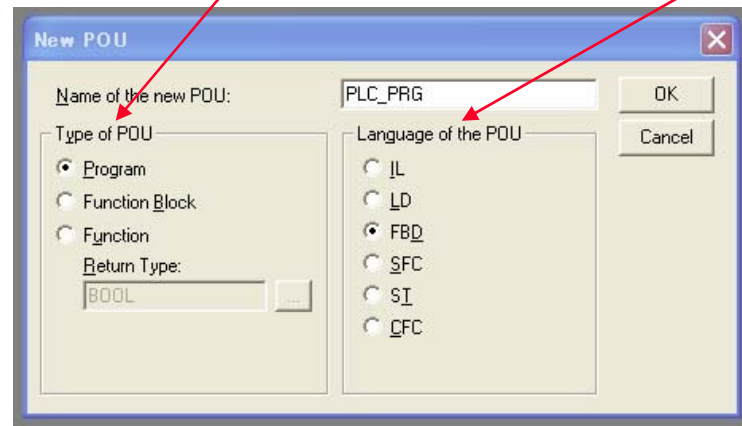 New POU
Name of the new POU:
PLC_PRG
OK
Cancel
Type of POU
Program
Function Block
Function
Return Type:
BOOL
...
Language of the POU
IL
LD
FBD
SFC
ST
CFC